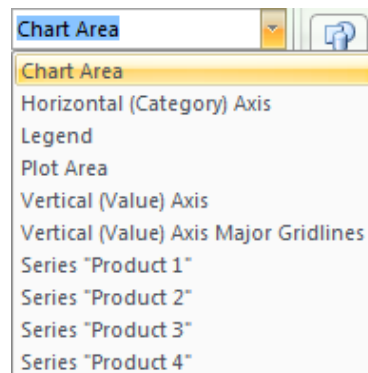 Chart Area
Chart Area
Horizontal (Category) Axis
Legend
Plot Area
Vertical (Value) Axis
Vertical (Value) Axis Major Gridlines
Series "Product 1"
Series "Product 2"
Series "Product 3"
Series "Product 4"